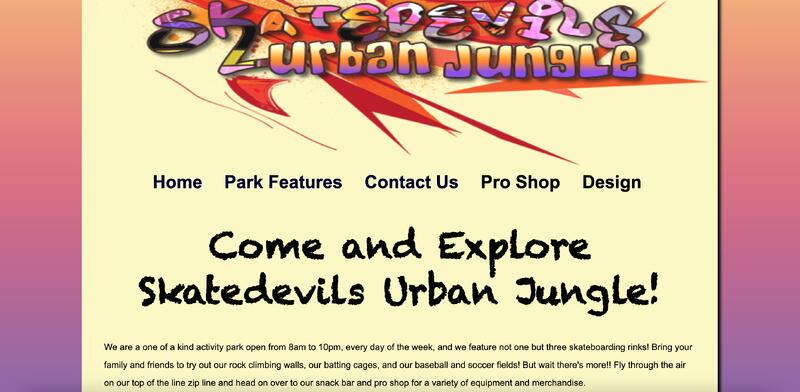 SKATEDEVILS
urban jungle
Home Park Features Contact Us Pro Shop Design
Come and Explore
Skatedevils Urban Jungle!
We are a one of a kind activity park open from 8am to 10pm, every day of the week, and we feature not one but three skateboarding rinks! Bring your
family and friends to try out our rock climbing walls, our batting cages, and our baseball and soccer fields! But wait there's more!! Fly through the air
on our top of the line zip line and head on over to our snack bar and pro shop for a variety of equipment and merchandise.